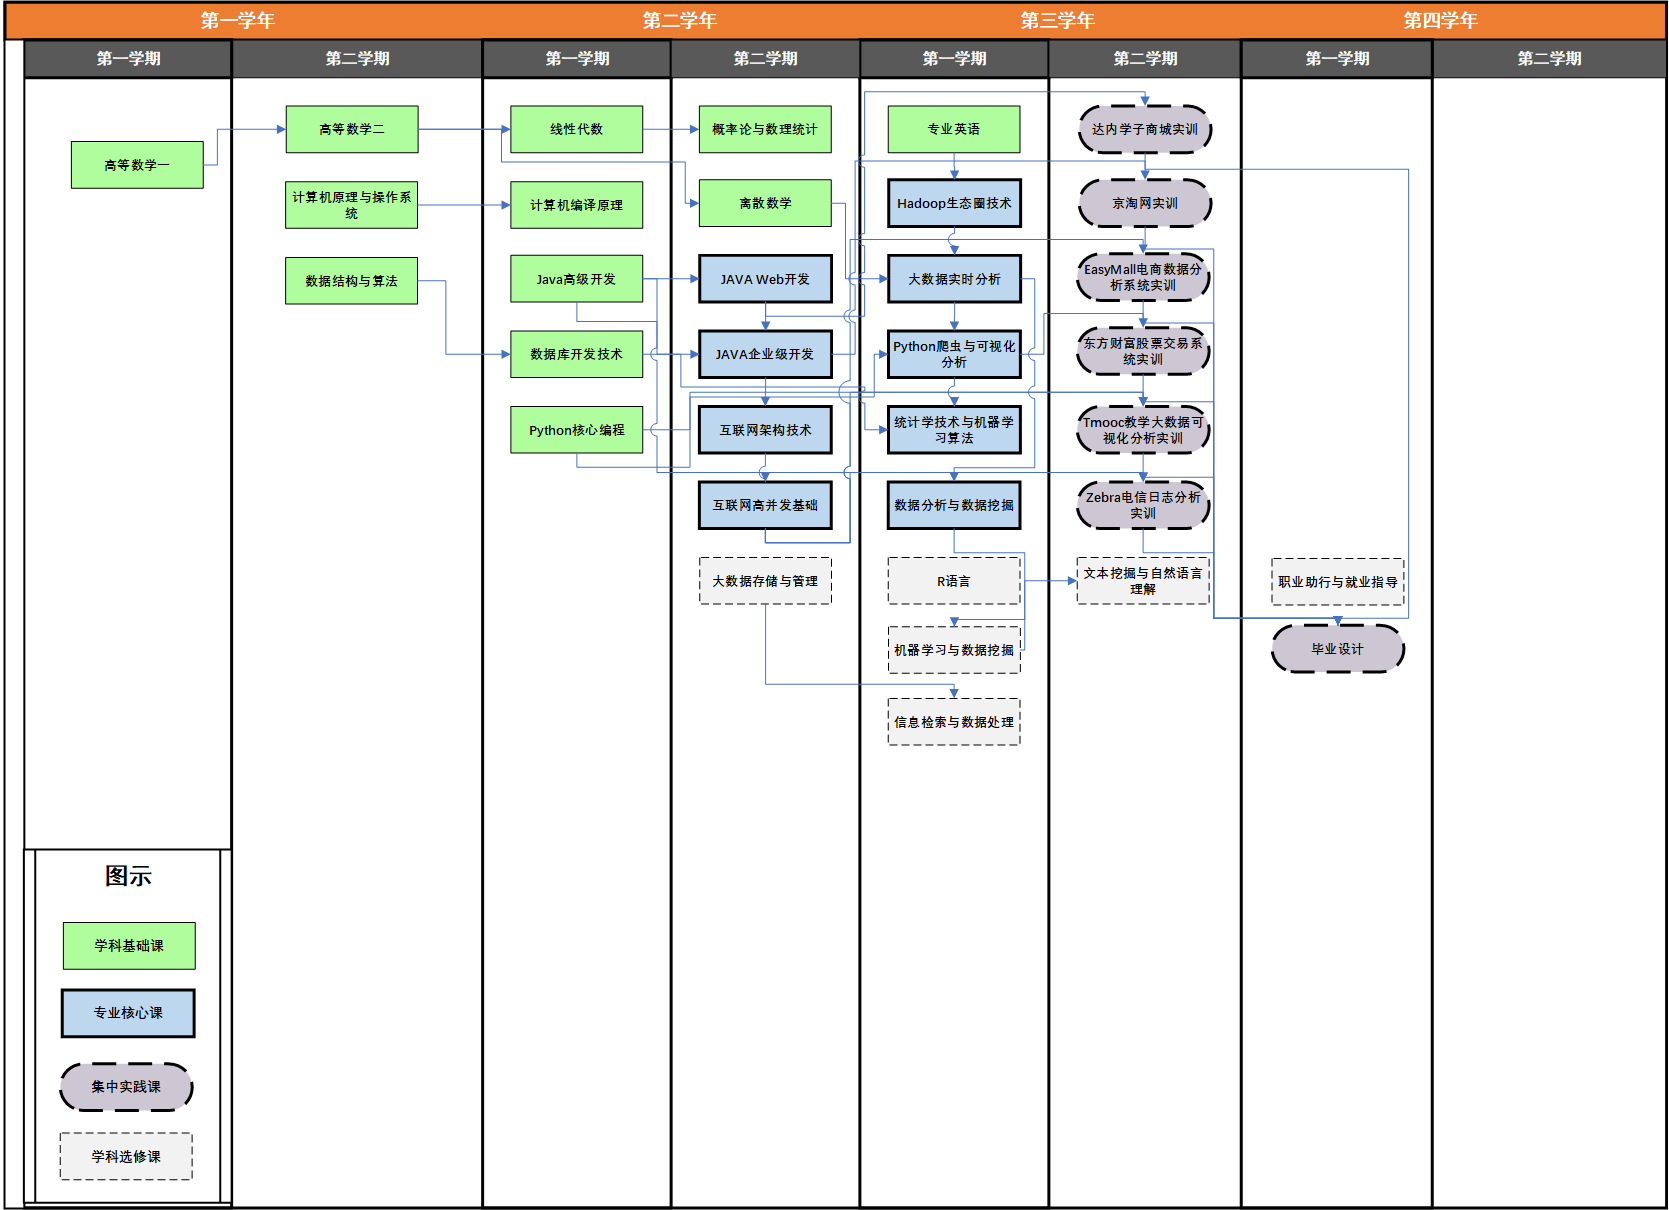 第一学年
第二学年
第三学年
第四学年
第一学期
第二学期
第一学期
第二学期
第一学期
第二学期
第一学期
第二学期
高等数学一
高等数学二
计算机原理与操作系
统
数据结构与算法
线性代数
计算机编译原理
Java高级开发
数据库开发技术
Python核心编程
概率论与数理统计
离散数学
JAVA Web开发
JAVA企业级开发
互联网架构技术
互联网高并发基础
大数据存储与管理
专业英语
Hadoop生态圈技术
大数据实时分析
Python爬虫与可视化
分析
统计学技术与机器学
习算法
数据分析与数据挖掘
R语言
机器学习与数据挖掘
信息检索与数据处理
达内学子商城实训
京淘网实训
EasyMall电商数据分
析系统实训
东方财富股票交易系
统实训
Tmooc教学大数据可
视化分析实训
Zebra电信日志分析
实训
文本挖掘与自然语言
理解
职业助行与就业指导
毕业设计
图示
学科基础课
专业核心课
集中实践课
学科选修课